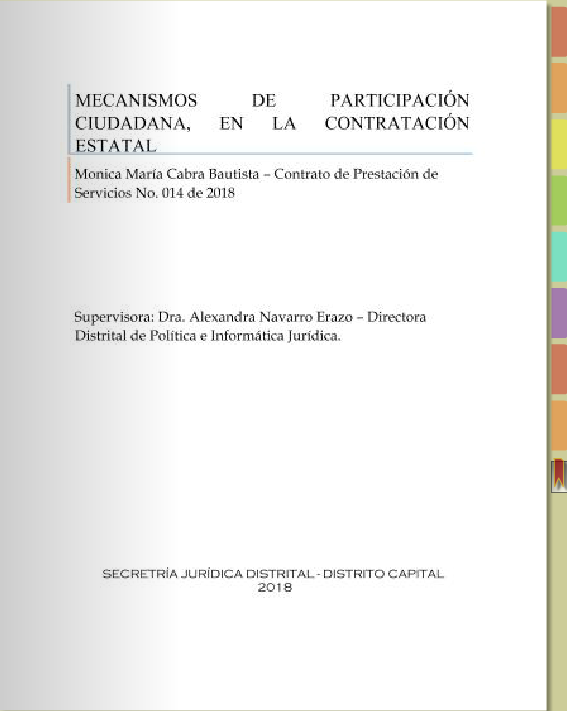 MECANISMOS DE PARTICIPACIÓN
CIUDADANA, EN LA CONTRATACIÓN
ESTATAL
Monica María Cabra Bautista – Contrato de Prestación de
Servicios No. 014 de 2018
Supervisora: Dra. Alexandra Navarro Erazo – Directora
Distrital de Política e Informática Jurídica.
SECRETRÍA JURÍDICA DISTRITAL - DISTRITO CAPITAL
2018